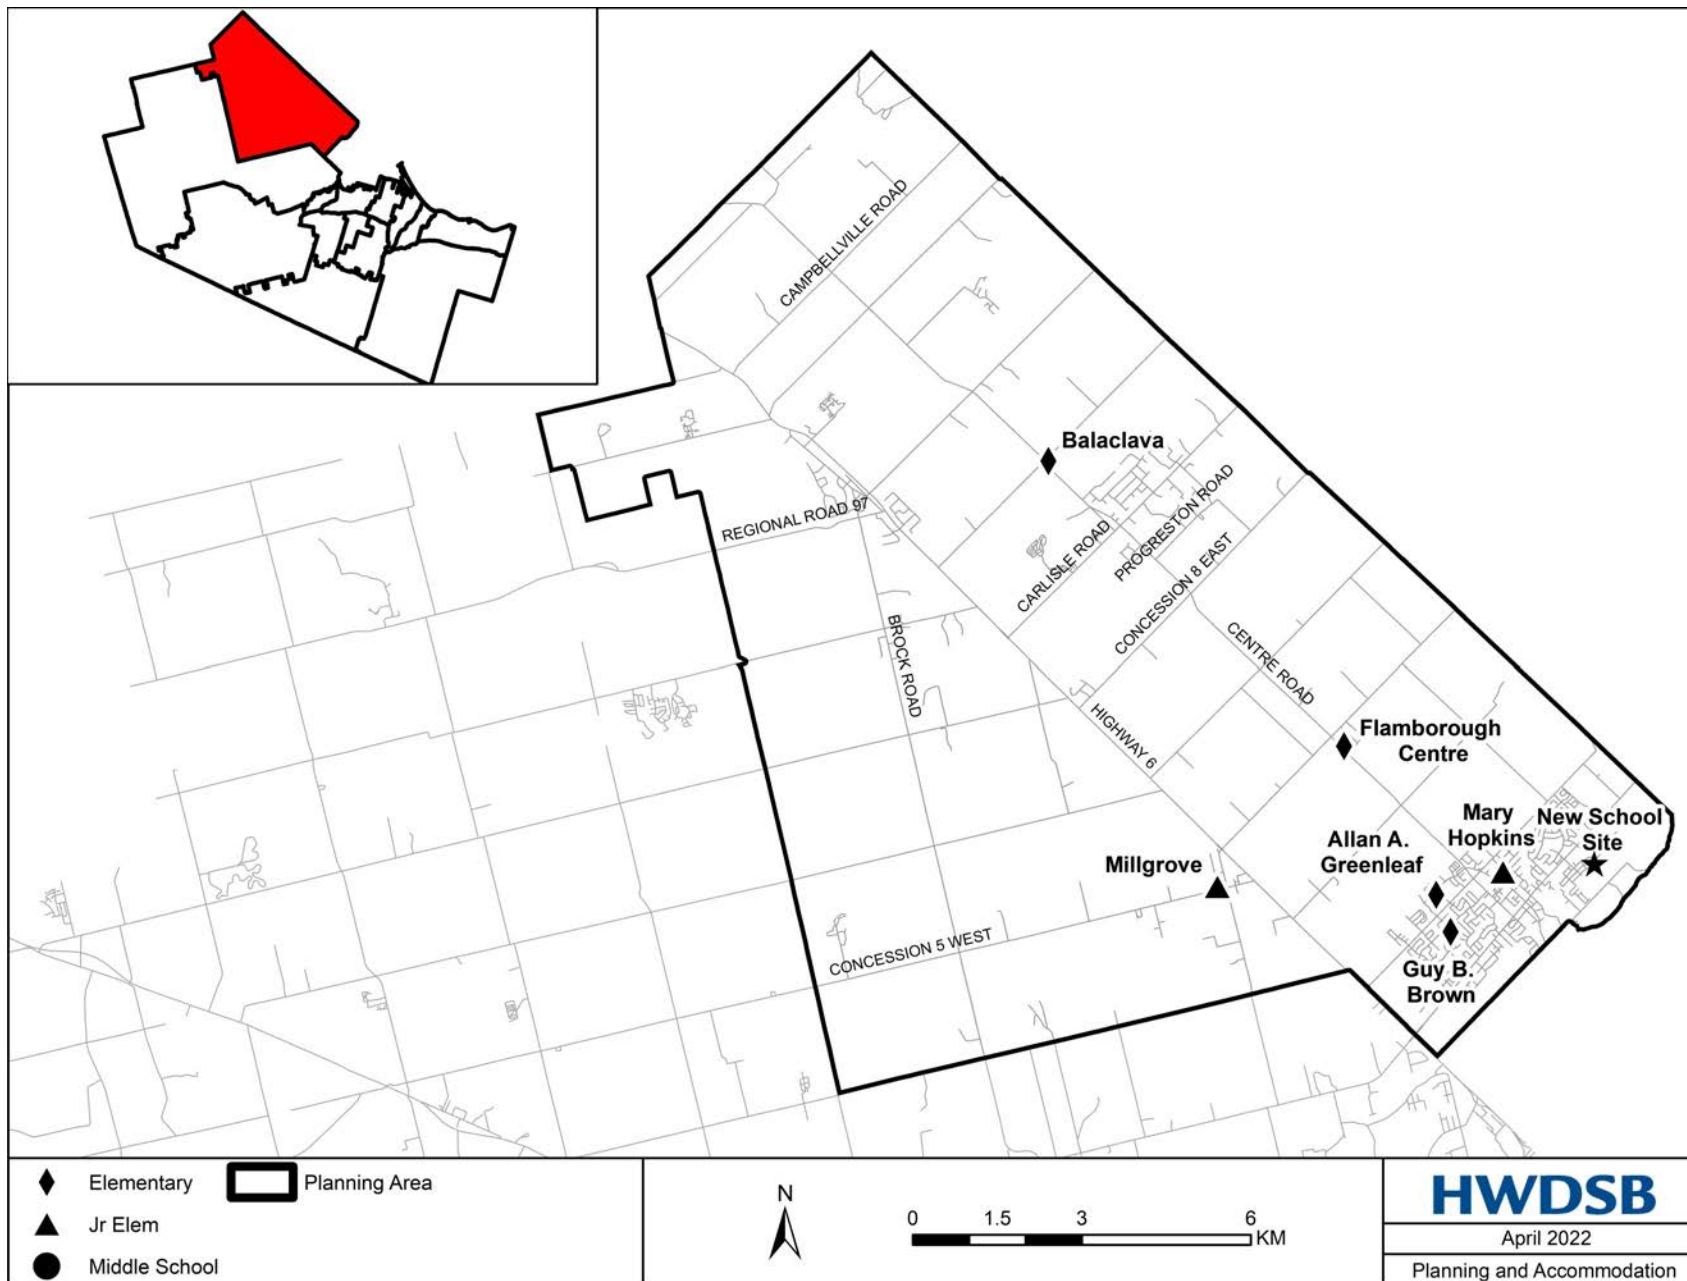 CAMPBELLVILLE ROAD
Balaclava
REGIONAL ROAD 97
PROGRESTON ROAD
CARLISLE ROAD
CONCESSION 8 EAST
BROCK ROAD
CENTRE ROAD
HIGHWAY 6
Flamborough
Centre
Mary
Hopkins
New School
Site
Allan A.
Greenleaf
Millgrove
CONCESSION 5 WEST
Guy B.
Brown
Elementary
Planning Area
Jr Elem
Middle School
N
0 1.5 3 6
KM
HWDSB
April 2022
Planning and Accommodation